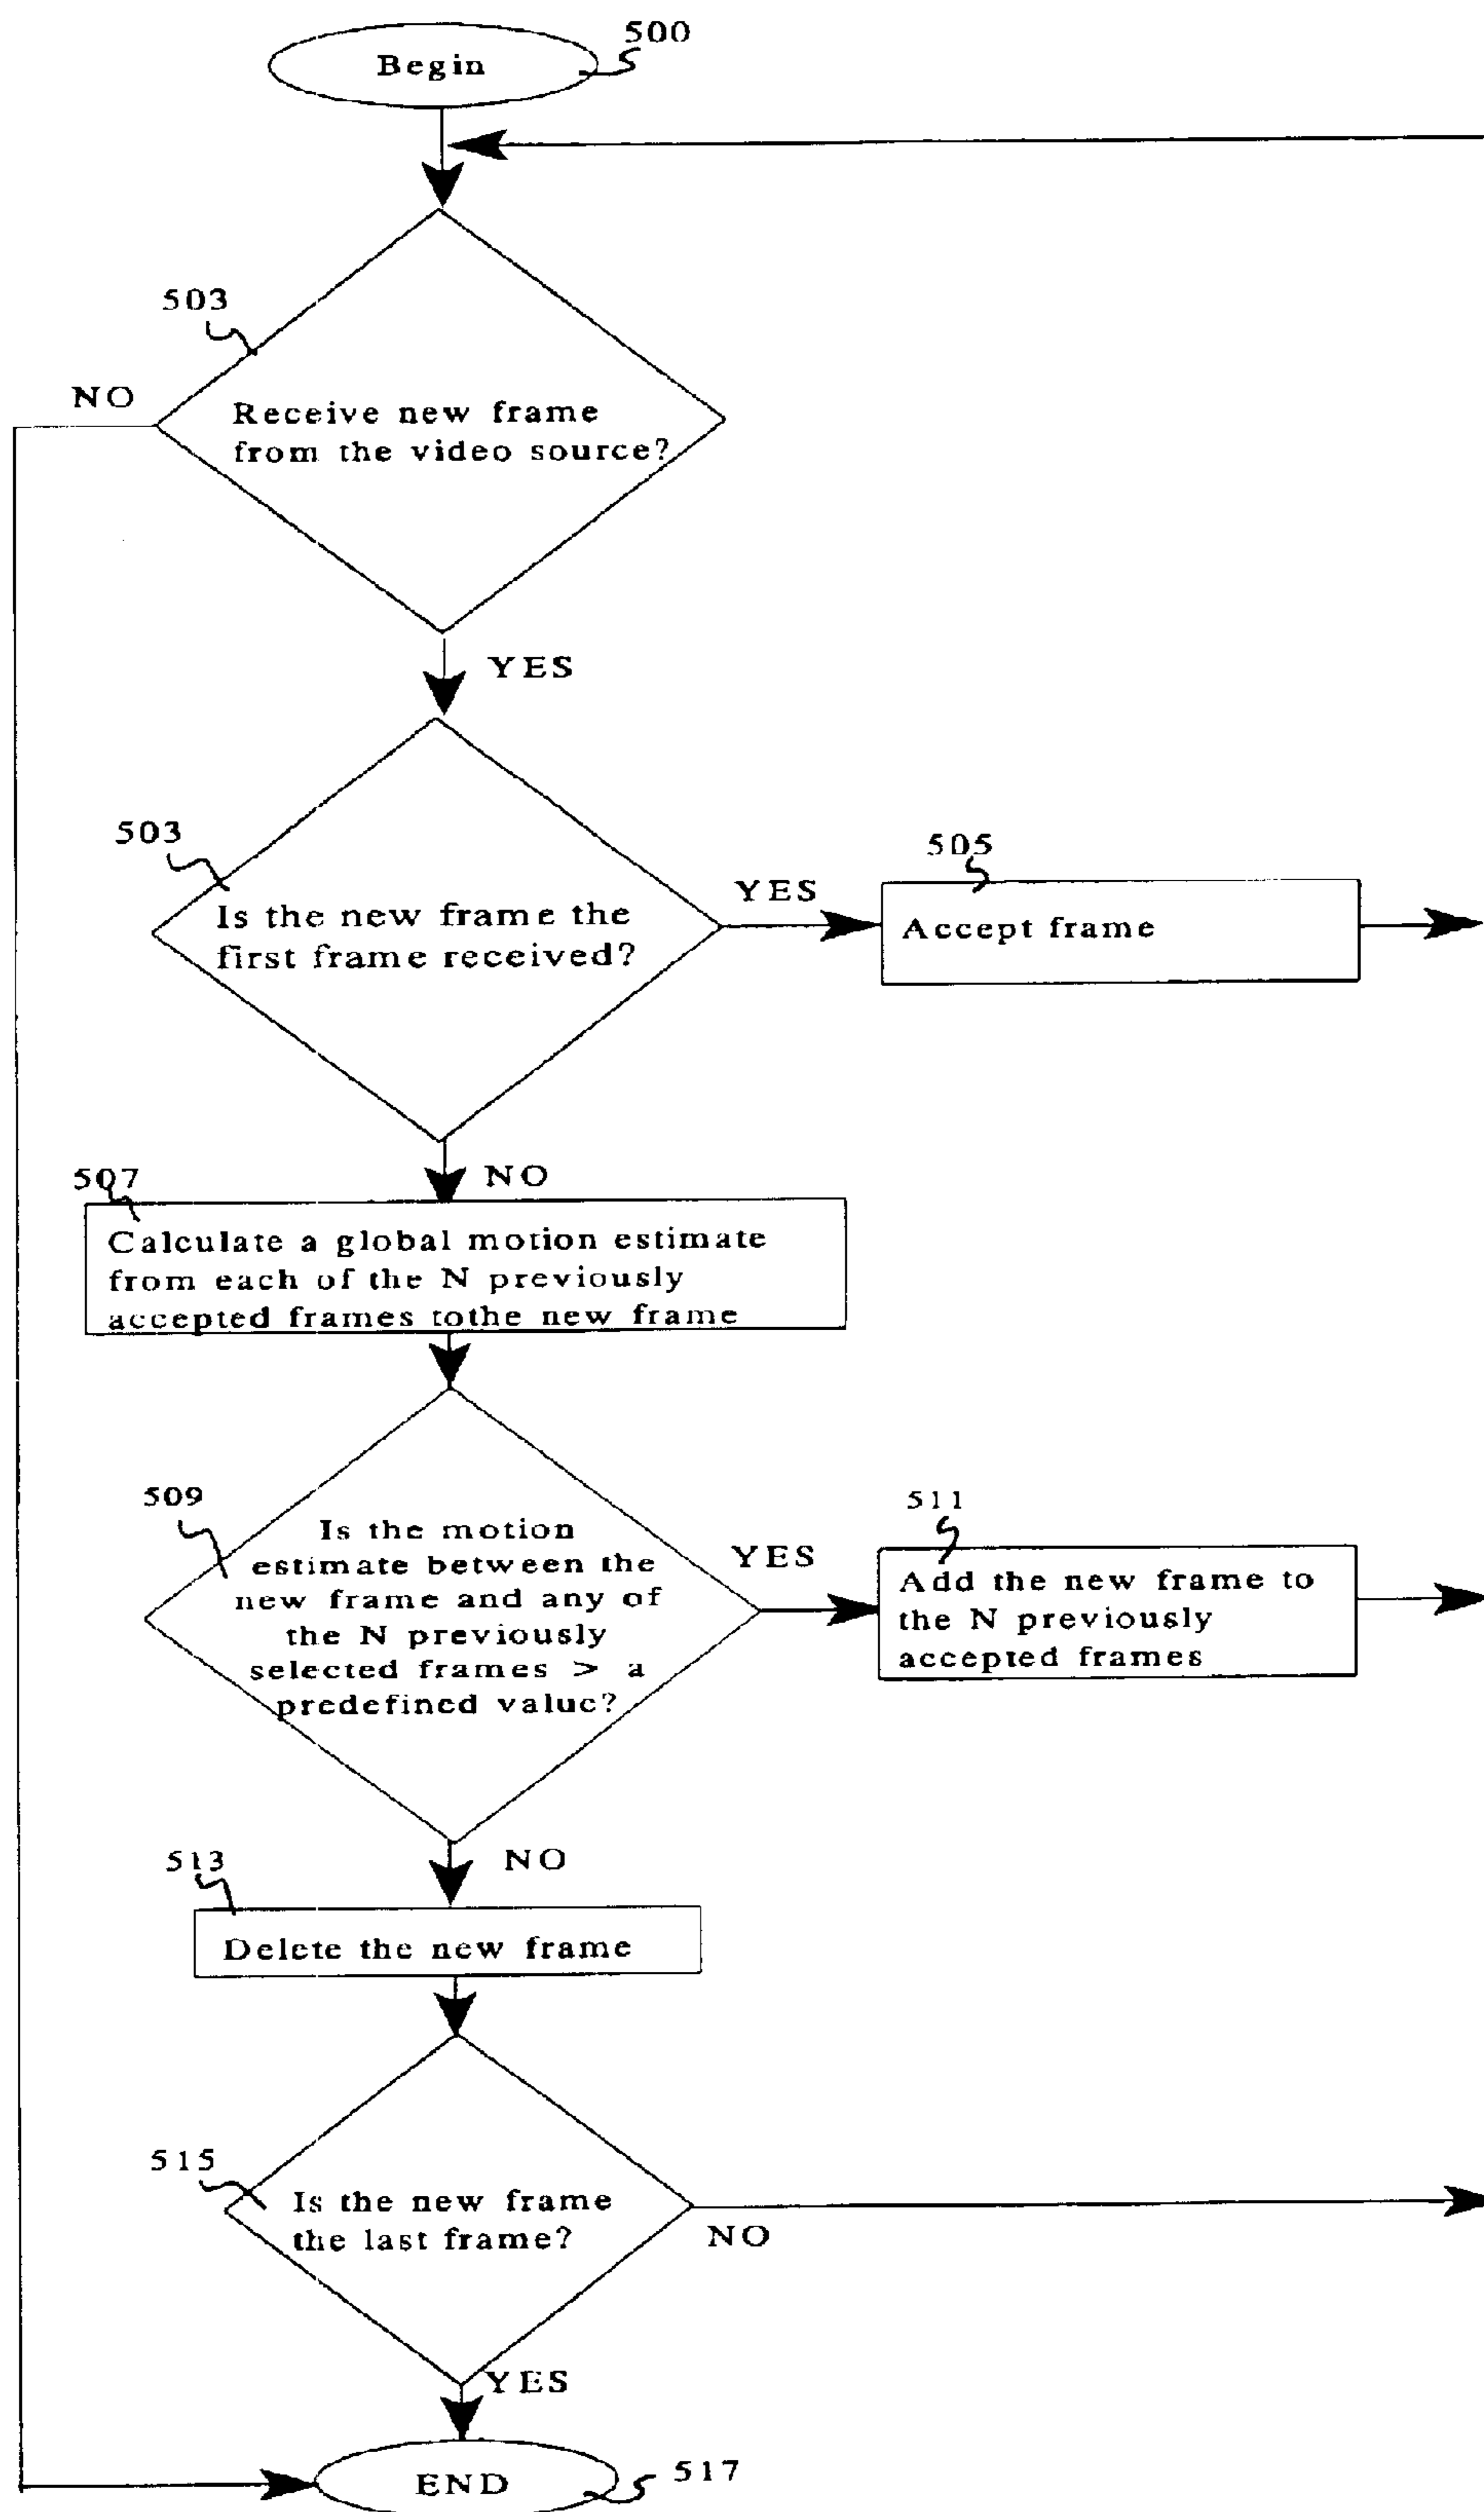 500
Begin
503
NO
Receive new frame
from the video source?
YES
503
Is the new frame the
first frame received?
YES
505
Accept frame
NO
507
Calculate a global motion estimate
from each of the N previously
accepted frames tothe new frame
509
Is the motion
estimate between the
new frame and any of
the N previously
selected frames > a
predefined value?
YES
511
Add the new frame to
the N previously
accepted frames
NO
513
Delete the new frame
515
Is the new frame
the last frame?
NO
YES
END
517